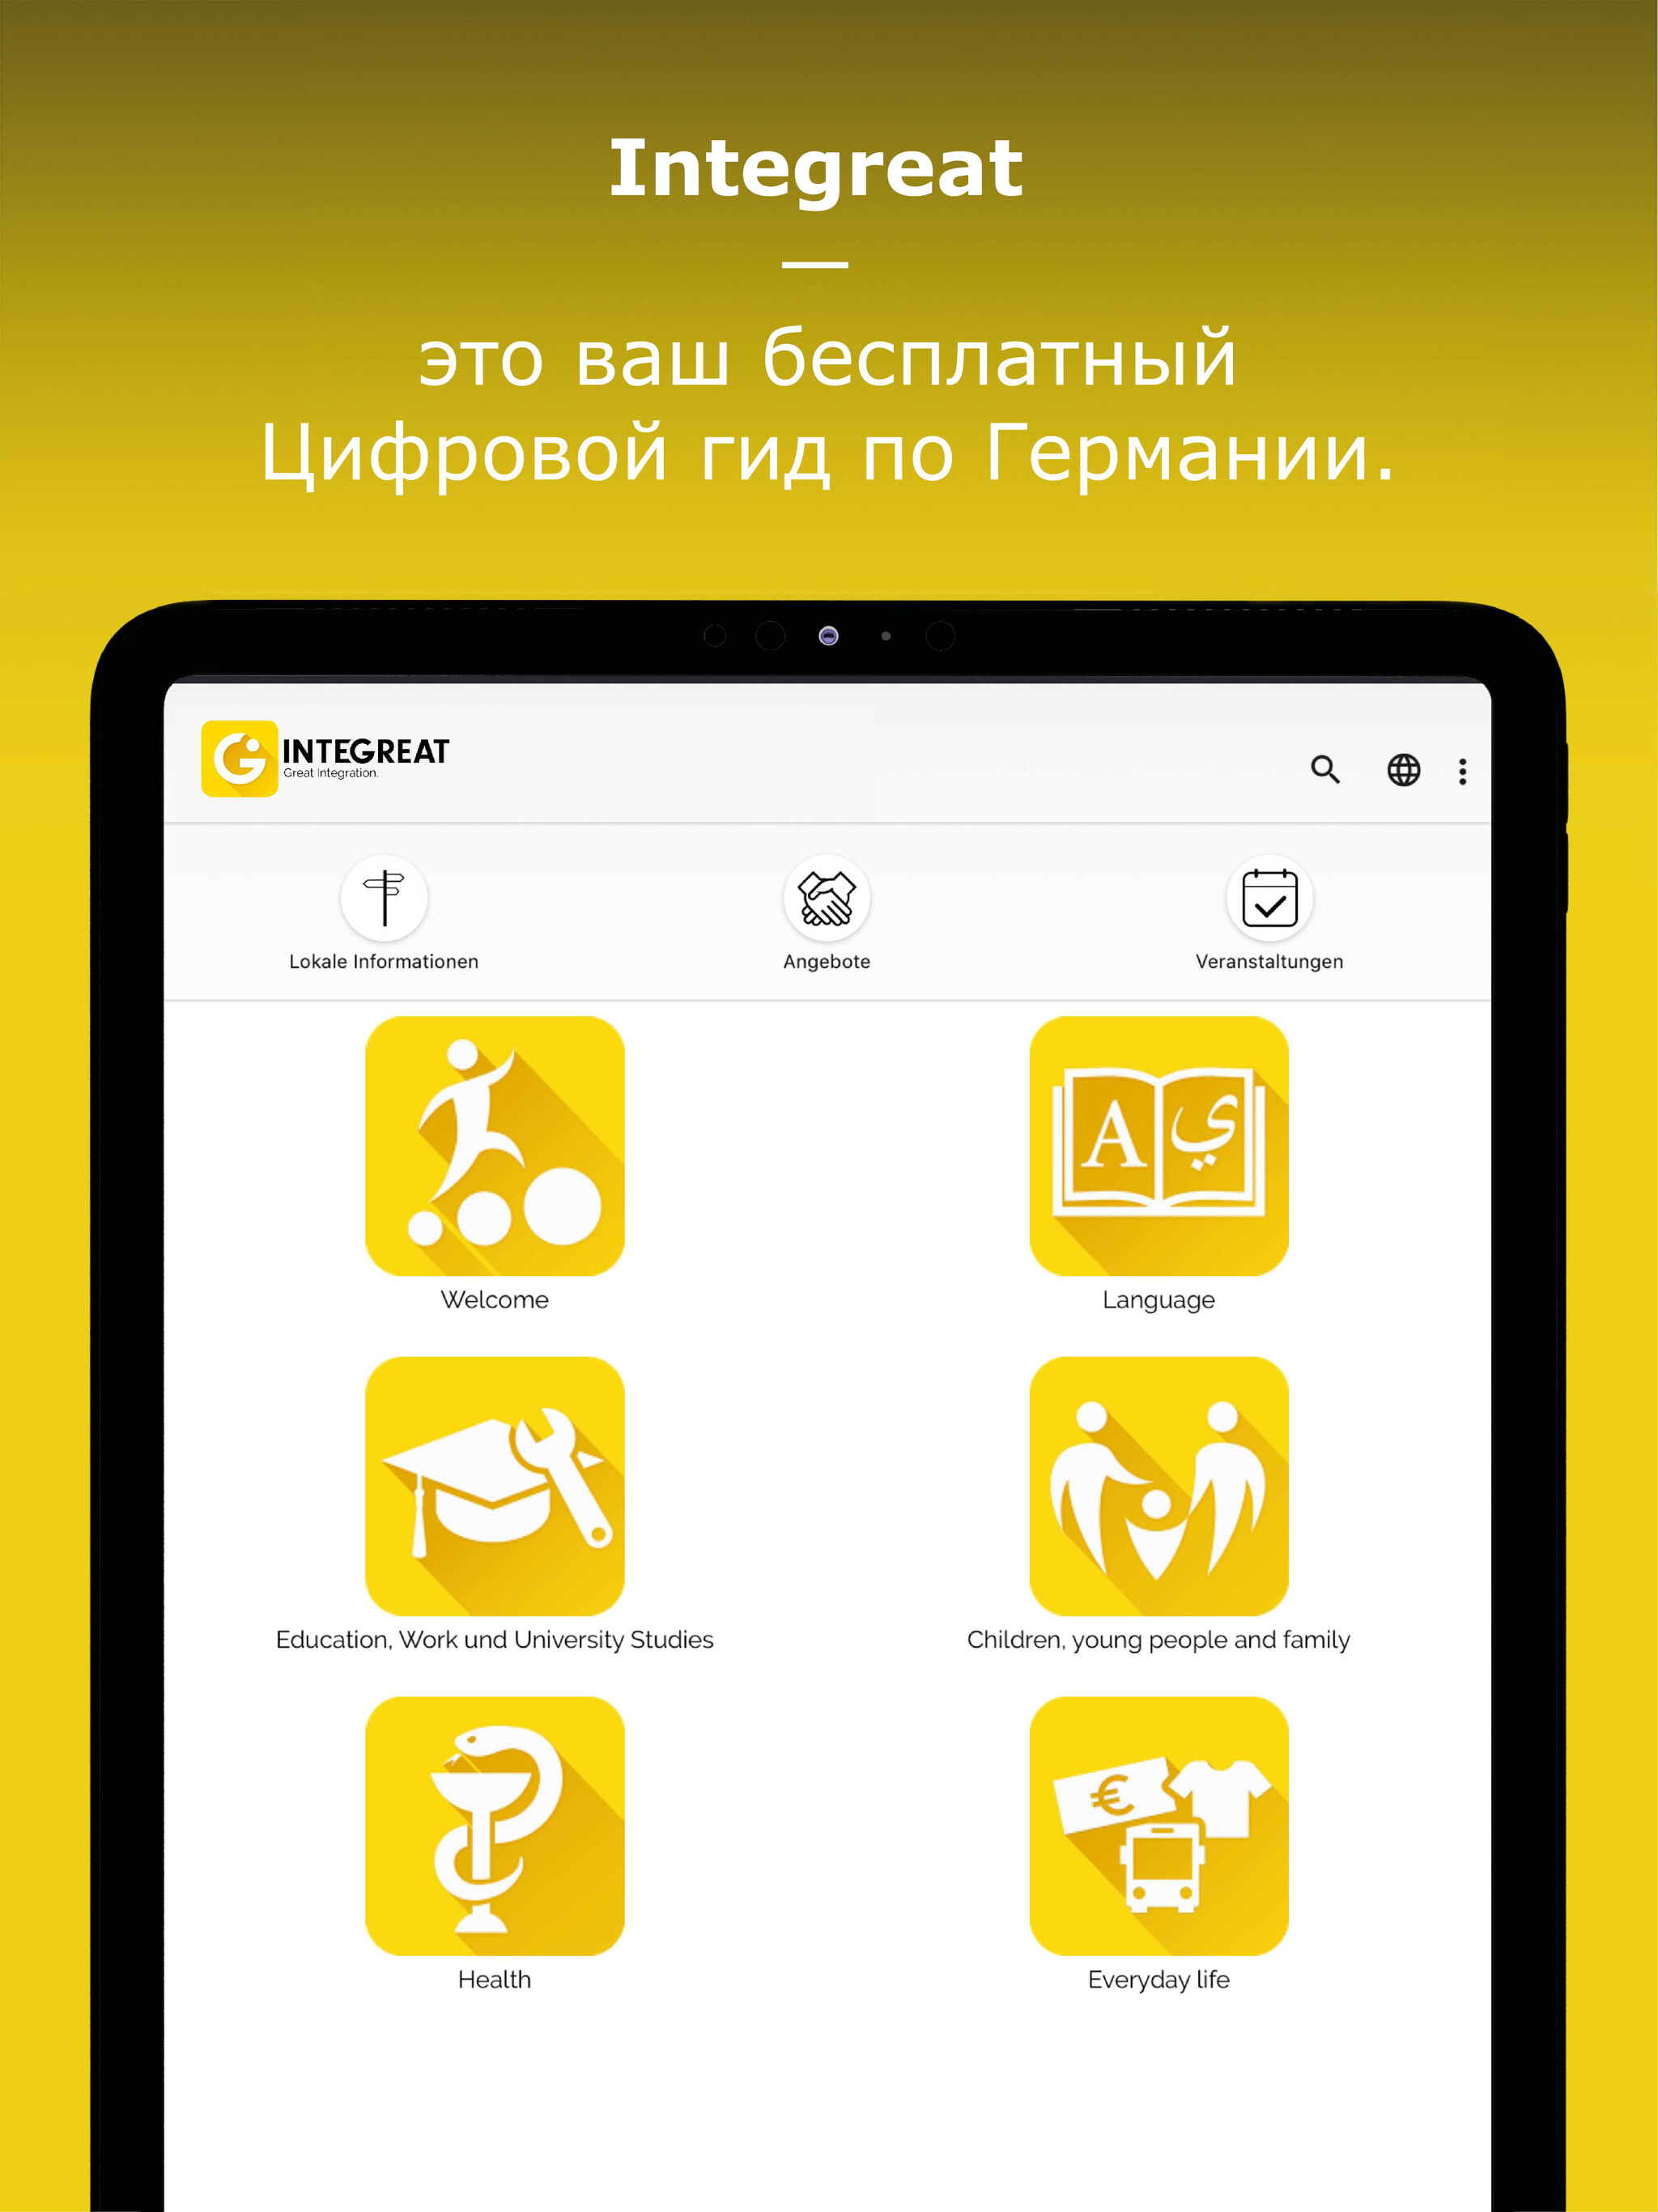 Integreat
—
это ваш бесплатный
Цифровой гид по Германии.
INTEGREAT
Great Integration.
Lokale Informationen
Angebote
Veranstaltungen
A ي
Welcome
Language
Education, Work und University Studies
Children, young people and family
€
Health
Everyday life